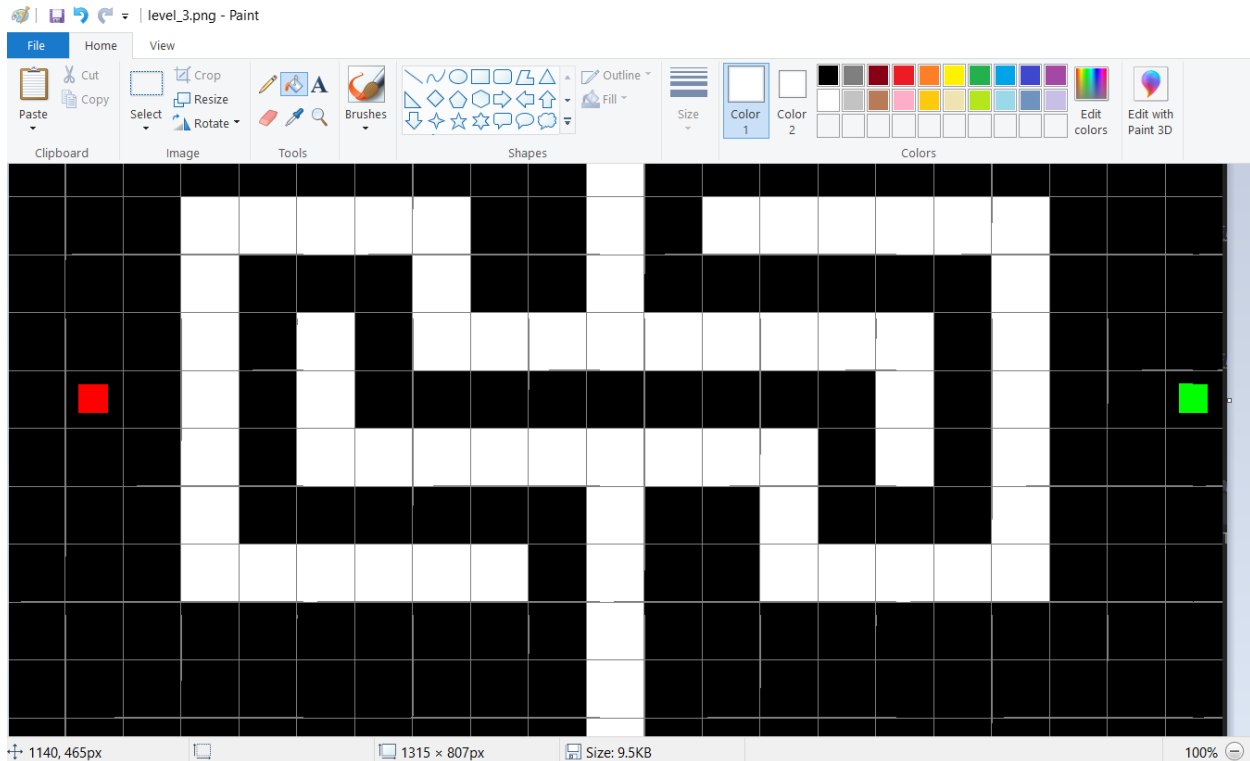 level_3.png - Paint
File Home View
Paste
Cut
Copy
Clipboard
Select
Crop
Resize
Rotate
Image
A
Tools
Brushes
Outline
Fill
Shapes
Size
Color 1
Color 2
Edit colors
Colors
Edit with Paint 3D
1140, 465px
1315 × 807px
Size: 9.5KB
100%